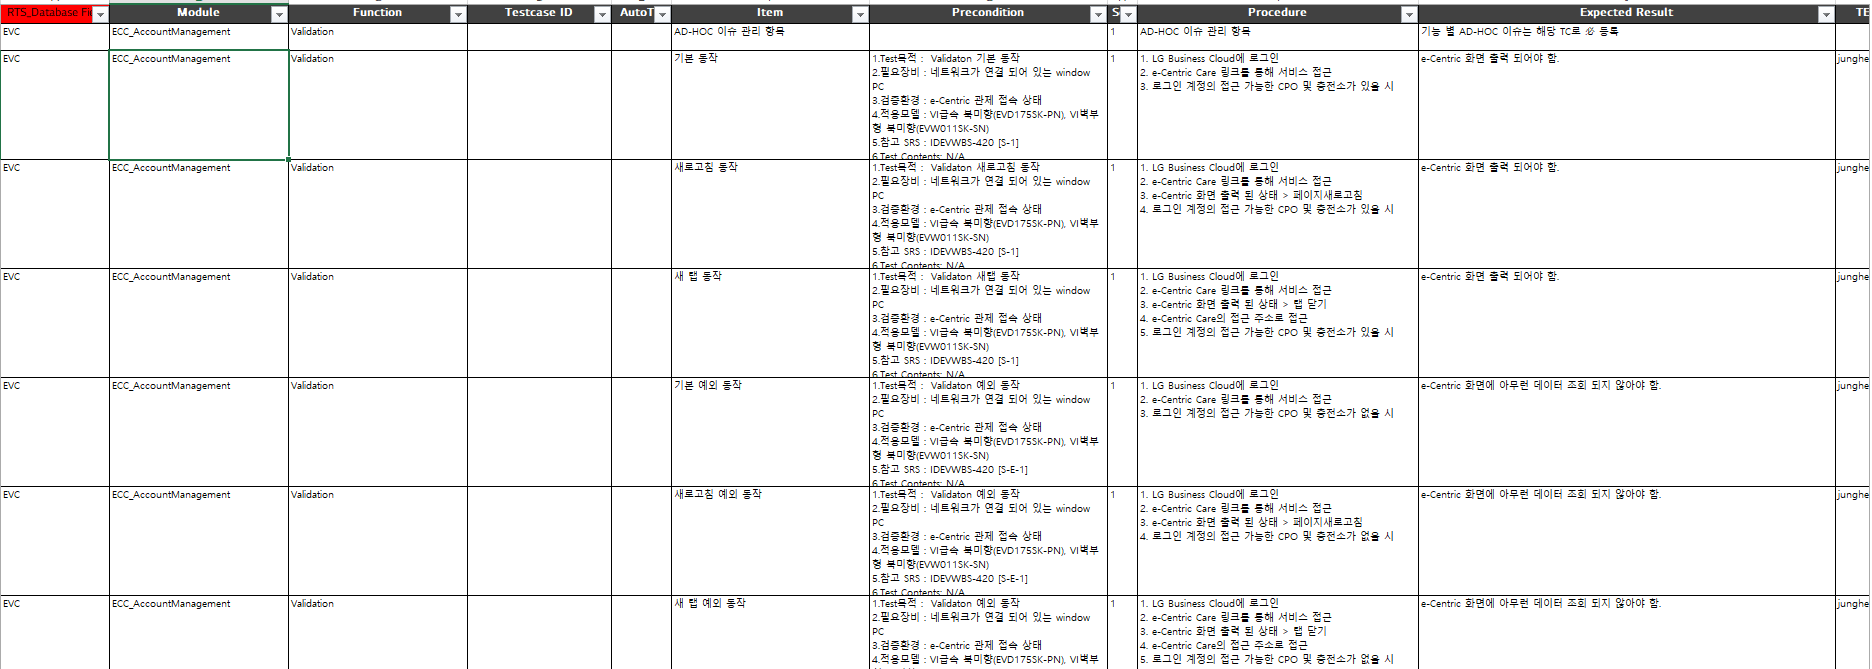 RTS_Database Fi Module Function Testcase ID AutoT Item Precondition S Procedure Expected Result TE
EVC ECC_AccountManagement Validation AD-HOC 이슈 관리 항목 1 AD-HOC 이슈 관리 항목 기능 별 AD-HOC 이슈는 해당 TC로 必 등록
EVC ECC_AccountManagement Validation 기본 동작
1.Test목적 : Validaton 기본 동작
2.필요장비 : 네트워크가 연결 되어 있는 window
PC
3.검증환경 : e-Centric 관제 접속 상태
4.적용모델 : VI급속 북미향(EVD175SK-PN), VI벽부
형 북미향(EVW011SK-SN)
5.참고 SRS : IDEVWBS-420 [S-1]
6.Test Contents: N/A
1
1. LG Business Cloud에 로그인
2. e-Centric Care 링크를 통해 서비스 접근
3. 로그인 계정의 접근 가능한 CPO 및 충전소가 있을 시
e-Centric 화면 출력 되어야 함.
junghe
EVC ECC_AccountManagement Validation 새로고침 동작
1.Test목적 : Validaton 새로고침 동작
2.필요장비 : 네트워크가 연결 되어 있는 window
PC
3.검증환경 : e-Centric 관제 접속 상태
4.적용모델 : VI급속 북미향(EVD175SK-PN), VI벽부
형 북미향(EVW011SK-SN)
5.참고 SRS : IDEVWBS-420 [S-1]
6.Test Contents: N/A
1
1. LG Business Cloud에 로그인
2. e-Centric Care 링크를 통해 서비스 접근
3. e-Centric 화면 출력 된 상태 > 페이지새로고침
4. 로그인 계정의 접근 가능한 CPO 및 충전소가 있을 시
e-Centric 화면 출력 되어야 함.
junghe
EVC ECC_AccountManagement Validation 새 탭 동작
1.Test목적 : Validaton 새탭 동작
2.필요장비 : 네트워크가 연결 되어 있는 window
PC
3.검증환경 : e-Centric 관제 접속 상태
4.적용모델 : VI급속 북미향(EVD175SK-PN), VI벽부
형 북미향(EVW011SK-SN)
5.참고 SRS : IDEVWBS-420 [S-1]
6.Test Contents: N/A
1
1. LG Business Cloud에 로그인
2. e-Centric Care 링크를 통해 서비스 접근
3. e-Centric 화면 출력 된 상태 > 탭 닫기
4. e-Centric Care의 접근 주소로 접근
5. 로그인 계정의 접근 가능한 CPO 및 충전소가 있을 시
e-Centric 화면 출력 되어야 함.
junghe
EVC ECC_AccountManagement Validation 기본 예외 동작
1.Test목적 : Validaton 예외 동작
2.필요장비 : 네트워크가 연결 되어 있는 window
PC
3.검증환경 : e-Centric 관제 접속 상태
4.적용모델 : VI급속 북미향(EVD175SK-PN), VI벽부
형 북미향(EVW011SK-SN)
5.참고 SRS : IDEVWBS-420 [S-E-1]
6.Test Contents: N/A
1
1. LG Business Cloud에 로그인
2. e-Centric Care 링크를 통해 서비스 접근
3. 로그인 계정의 접근 가능한 CPO 및 충전소가 없을 시
e-Centric 화면에 아무런 데이터 조회 되지 않아야 함.
junghe
EVC ECC_AccountManagement Validation 새로고침 예외 동작
1.Test목적 : Validaton 예외 동작
2.필요장비 : 네트워크가 연결 되어 있는 window
PC
3.검증환경 : e-Centric 관제 접속 상태
4.적용모델 : VI급속 북미향(EVD175SK-PN), VI벽부
형 북미향(EVW011SK-SN)
5.참고 SRS : IDEVWBS-420 [S-E-1]
6.Test Contents: N/A
1
1. LG Business Cloud에 로그인
2. e-Centric Care 링크를 통해 서비스 접근
3. e-Centric 화면 출력 된 상태 > 페이지새로고침
4. 로그인 계정의 접근 가능한 CPO 및 충전소가 없을 시
e-Centric 화면에 아무런 데이터 조회 되지 않아야 함.
junghe
EVC ECC_AccountManagement Validation 새 탭 예외 동작
1.Test목적 : Validaton 예외 동작
2.필요장비 : 네트워크가 연결 되어 있는 window
PC
3.검증환경 : e-Centric 관제 접속 상태
4.적용모델 : VI급속 북미향(EVD175SK-PN), VI벽부
1
1. LG Business Cloud에 로그인
2. e-Centric Care 링크를 통해 서비스 접근
3. e-Centric 화면 출력 된 상태 > 탭 닫기
4. e-Centric Care의 접근 주소로 접근
5. 로그인 계정의 접근 가능한 CPO 및 충전소가 없을 시
e-Centric 화면에 아무런 데이터 조회 되지 않아야 함.
junghe